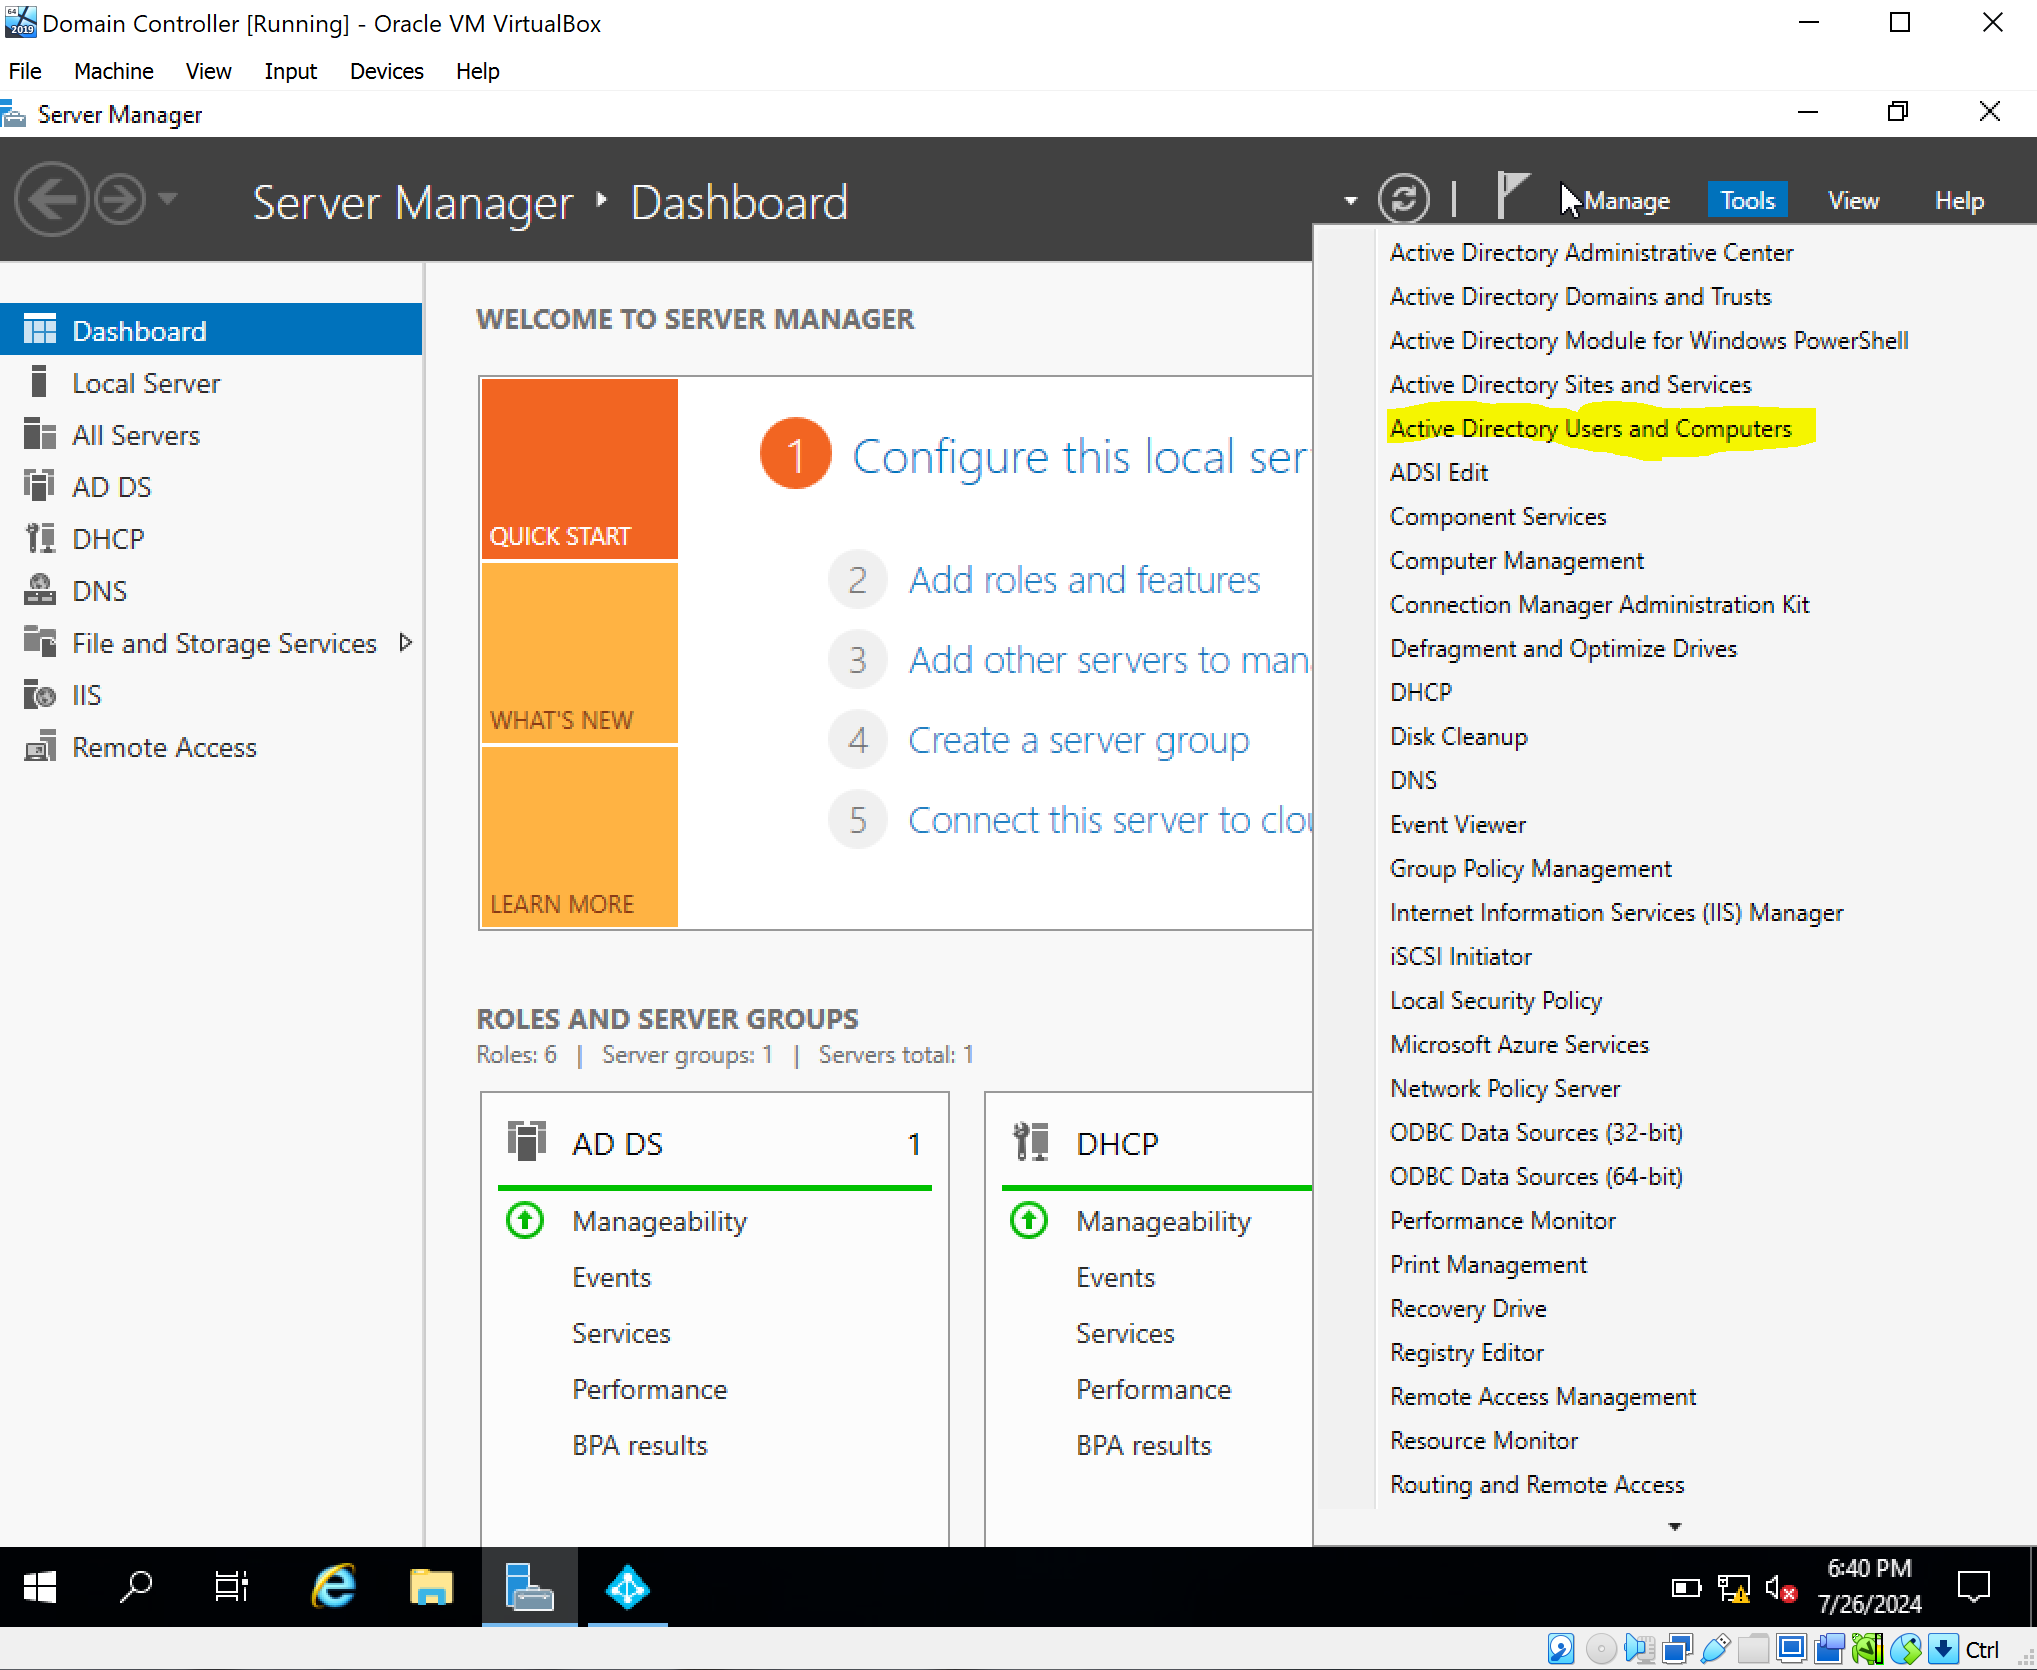 Domain Controller [Running] - Oracle VM VirtualBox
File Machine View Input Devices Help
Server Manager
Server Manager Dashboard
Manage Tools View Help
Dashboard
Local Server
All Servers
AD DS
DHCP
DNS
File and Storage Services
IIS
Remote Access
WELCOME TO SERVER MANAGER
QUICK START
WHAT'S NEW
LEARN MORE
1 Configure this local ser
2 Add roles and features
3 Add other servers to man
4 Create a server group
5 Connect this server to clou
ROLES AND SERVER GROUPS
Roles: 6 | Server groups: 1 | Servers total: 1
AD DS 1
Manageability
Events
Services
Performance
BPA results
DHCP
Manageability
Events
Services
Performance
BPA results
Active Directory Administrative Center
Active Directory Domains and Trusts
Active Directory Module for Windows PowerShell
Active Directory Sites and Services
Active Directory Users and Computers
ADSI Edit
Component Services
Computer Management
Connection Manager Administration Kit
Defragment and Optimize Drives
DHCP
Disk Cleanup
DNS
Event Viewer
Group Policy Management
Internet Information Services (IIS) Manager
iSCSI Initiator
Local Security Policy
Microsoft Azure Services
Network Policy Server
ODBC Data Sources (32-bit)
ODBC Data Sources (64-bit)
Performance Monitor
Print Management
Recovery Drive
Registry Editor
Remote Access Management
Resource Monitor
Routing and Remote Access
6:40 PM
7/26/2024
Ctrl